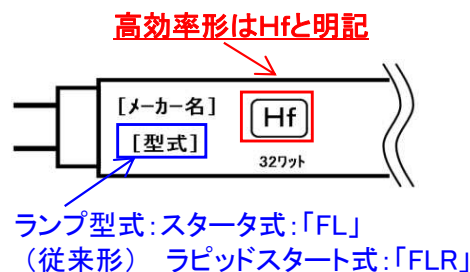 高効率形はHfと明記
[メーカー名]
Hf
[型式]
32ワット
ランプ型式:スタータ式:「FL」
(従来形) ラピッドスタート式:「FLR」